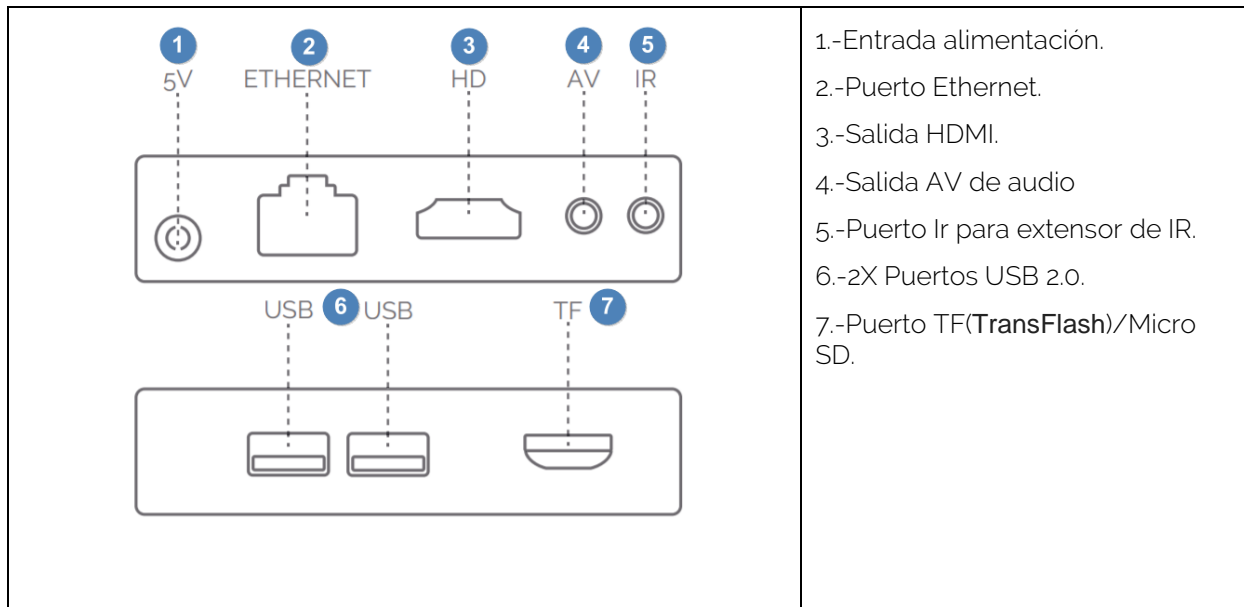 1 2 3 4 5
5V ETHERNET HD AV IR
USB 6 USB TF 7
1.-Entrada alimentación.
2.-Puerto Ethernet.
3.-Salida HDMI.
4.-Salida AV de audio
5.-Puerto Ir para extensor de IR.
6.-2X Puertos USB 2.0.
7.-Puerto TF(TransFlash)/Micro
SD.